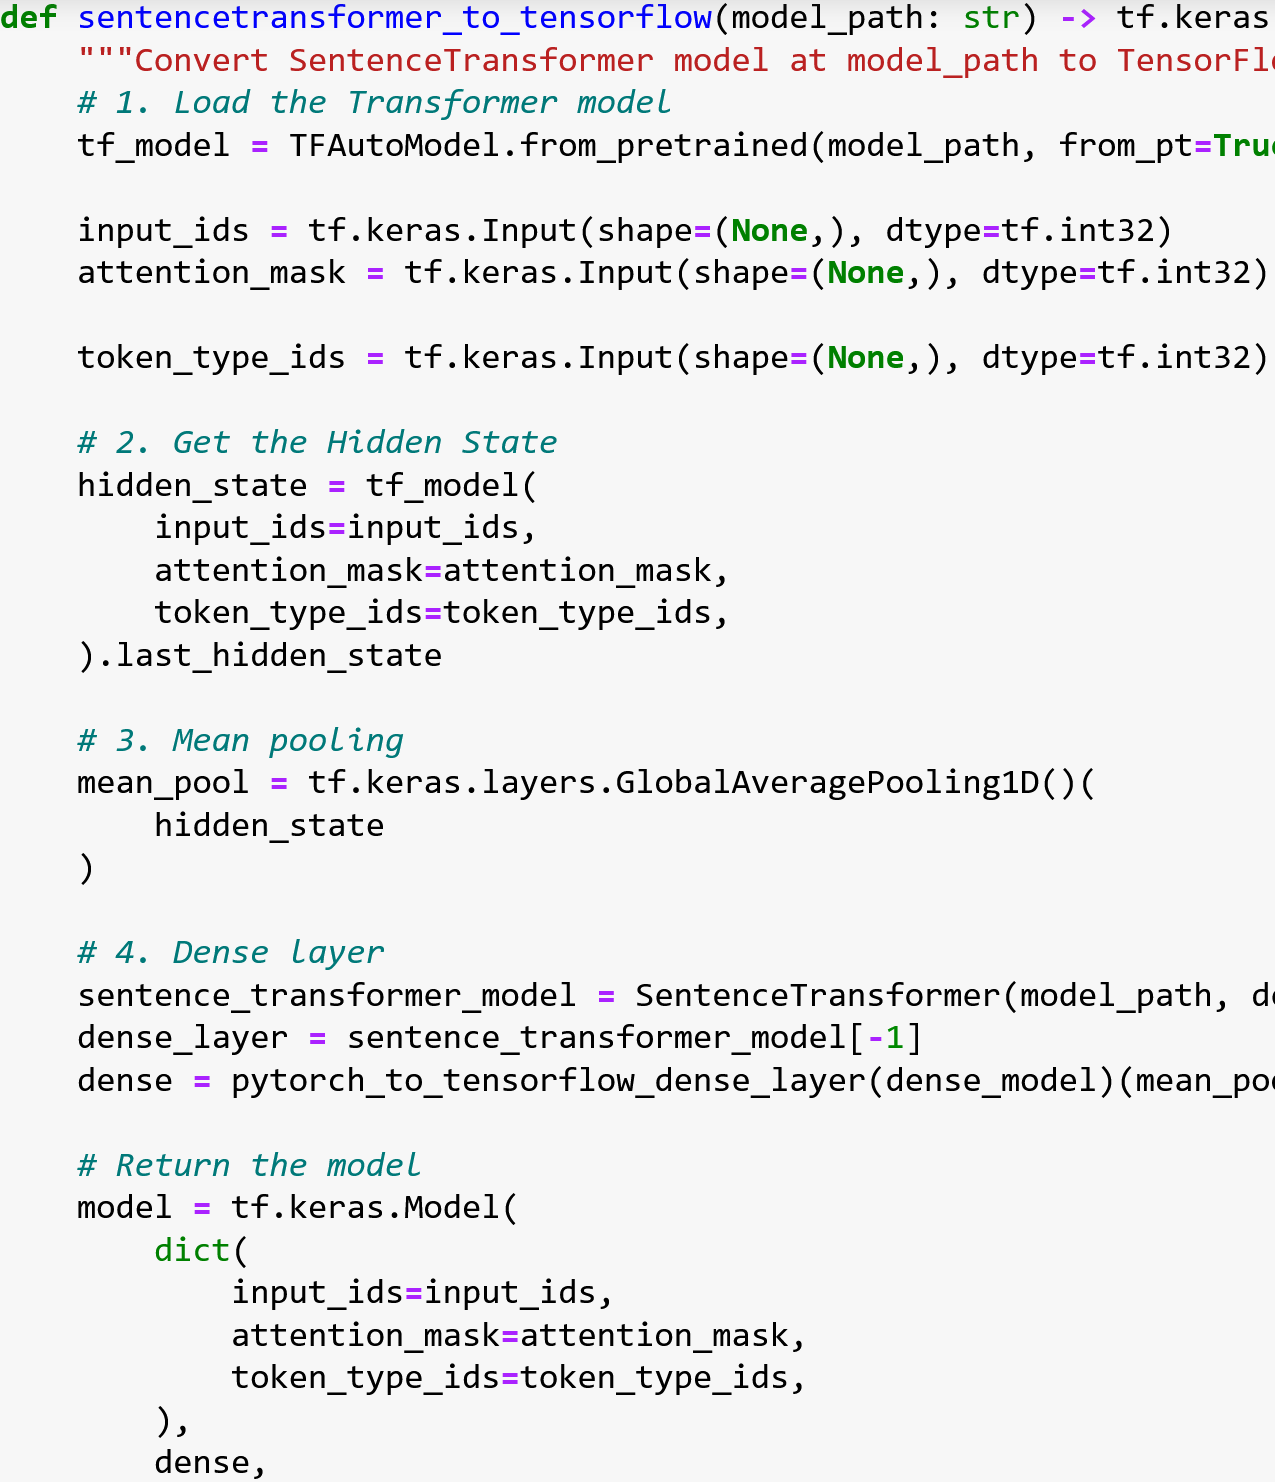 def sentencetransformer_to_tensorflow(model_path: str) -> tf.keras
"""Convert SentenceTransformer model at model_path to TensorFlo
# 1. Load the Transformer model
tf_model = TFAutoModel.from_pretrained(model_path, from_pt=True
input_ids = tf.keras.Input(shape=(None,), dtype=tf.int32)
attention_mask = tf.keras.Input(shape=(None,), dtype=tf.int32)
token_type_ids = tf.keras.Input(shape=(None,), dtype=tf.int32)
# 2. Get the Hidden State
hidden_state = tf_model(
input_ids=input_ids,
attention_mask=attention_mask,
token_type_ids=token_type_ids,
).last_hidden_state
# 3. Mean pooling
mean_pool = tf.keras.layers.GlobalAveragePooling1D()(
hidden_state
)
# 4. Dense layer
sentence_transformer_model = SentenceTransformer(model_path, de
dense_layer = sentence_transformer_model[-1]
dense = pytorch_to_tensorflow_dense_layer(dense_model)(mean_poo
# Return the model
model = tf.keras.Model(
dict(
input_ids=input_ids,
attention_mask=attention_mask,
token_type_ids=token_type_ids,
),
dense,